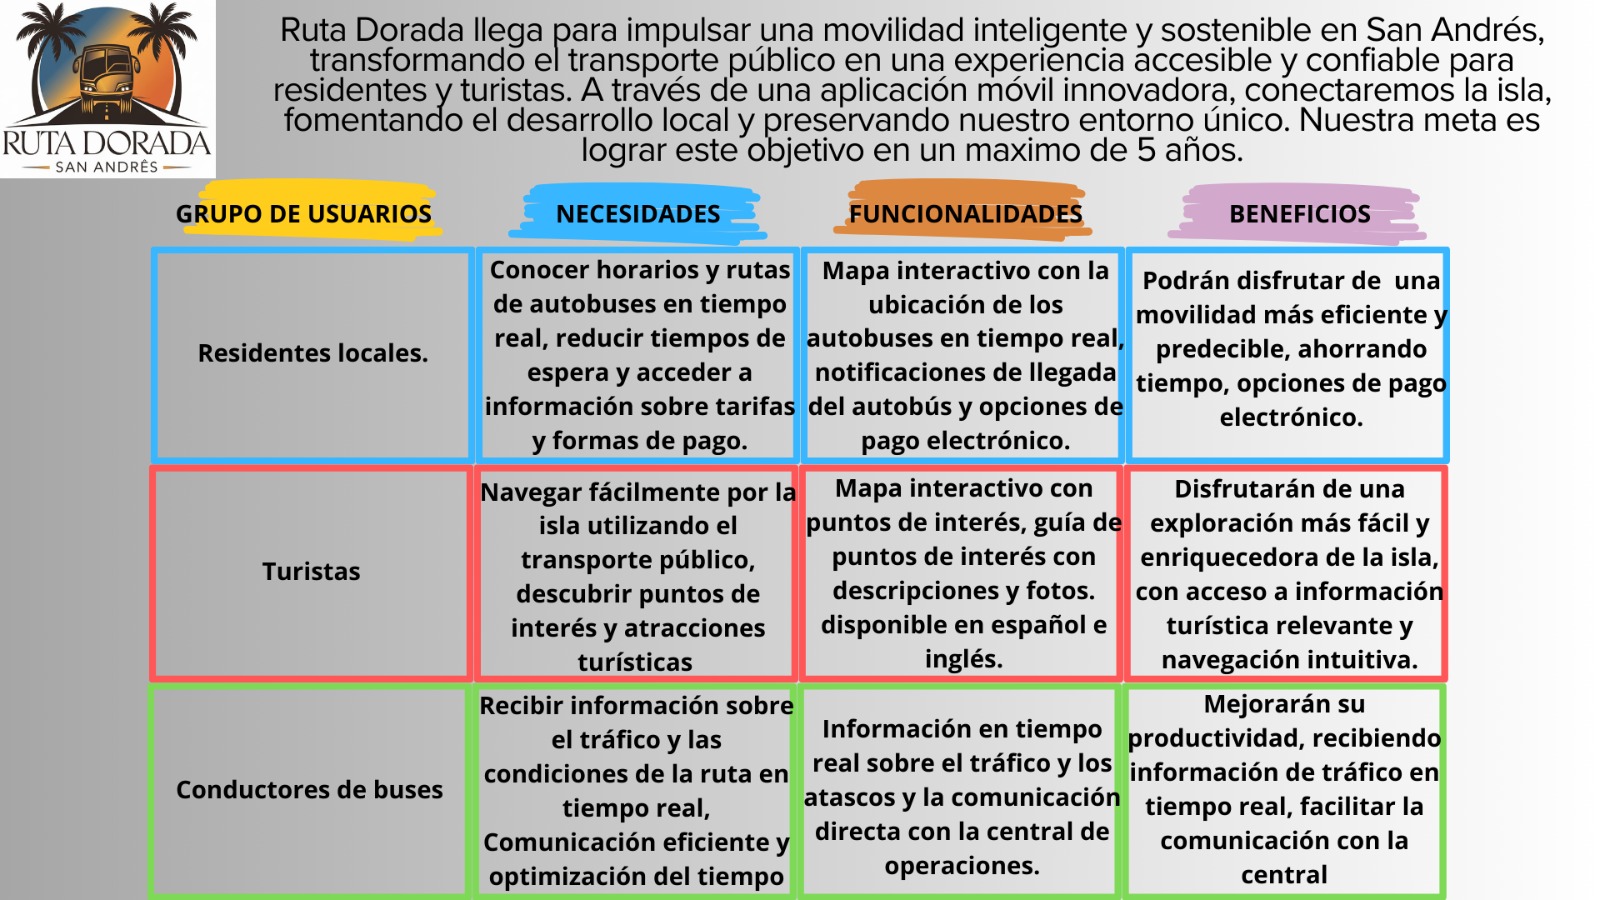 RUTA DORADA
SAN ANDRÊS
Ruta Dorada llega para impulsar una movilidad inteligente y sostenible en San Andrés,
transformando el transporte público en una experiencia accesible y confiable para
residentes y turistas. A través de una aplicación móvil innovadora, conectaremos la isla,
fomentando el desarrollo local y preservando nuestro entorno único. Nuestra meta es
lograr este objetivo en un maximo de 5 años.
GRUPO DE USUARIOS
NECESIDADES
FUNCIONALIDADES
BENEFICIOS
Residentes locales.
Conocer horarios y rutas
de autobuses en tiempo
real, reducir tiempos de
espera y acceder a
información sobre tarifas
y formas de pago.
Mapa interactivo con la
ubicación de los
autobuses en tiempo real,
notificaciones de llegada
del autobús y opciones de
pago electrónico.
Podrán disfrutar de una
movilidad más eficiente y
predecible, ahorrando
tiempo, opciones de pago
electrónico.
Turistas
Navegar fácilmente por la
isla utilizando el
transporte público,
descubrir puntos de
interés y atracciones
turísticas
Mapa interactivo con
puntos de interés, guía de
puntos de interés con
descripciones y fotos.
disponible en español e
inglés.
Disfrutarán de una
exploración más fácil y
enriquecedora de la isla,
con acceso a información
turística relevante y
navegación intuitiva.
Conductores de buses
Recibir información sobre
el tráfico y las
condiciones de la ruta en
tiempo real,
Comunicación eficiente y
optimización del tiempo
Información en tiempo
real sobre el tráfico y los
atascos y la comunicación
directa con la central de
operaciones.
Mejorarán su
productividad, recibiendo
información de tráfico en
tiempo real, facilitar la
comunicación con la
central